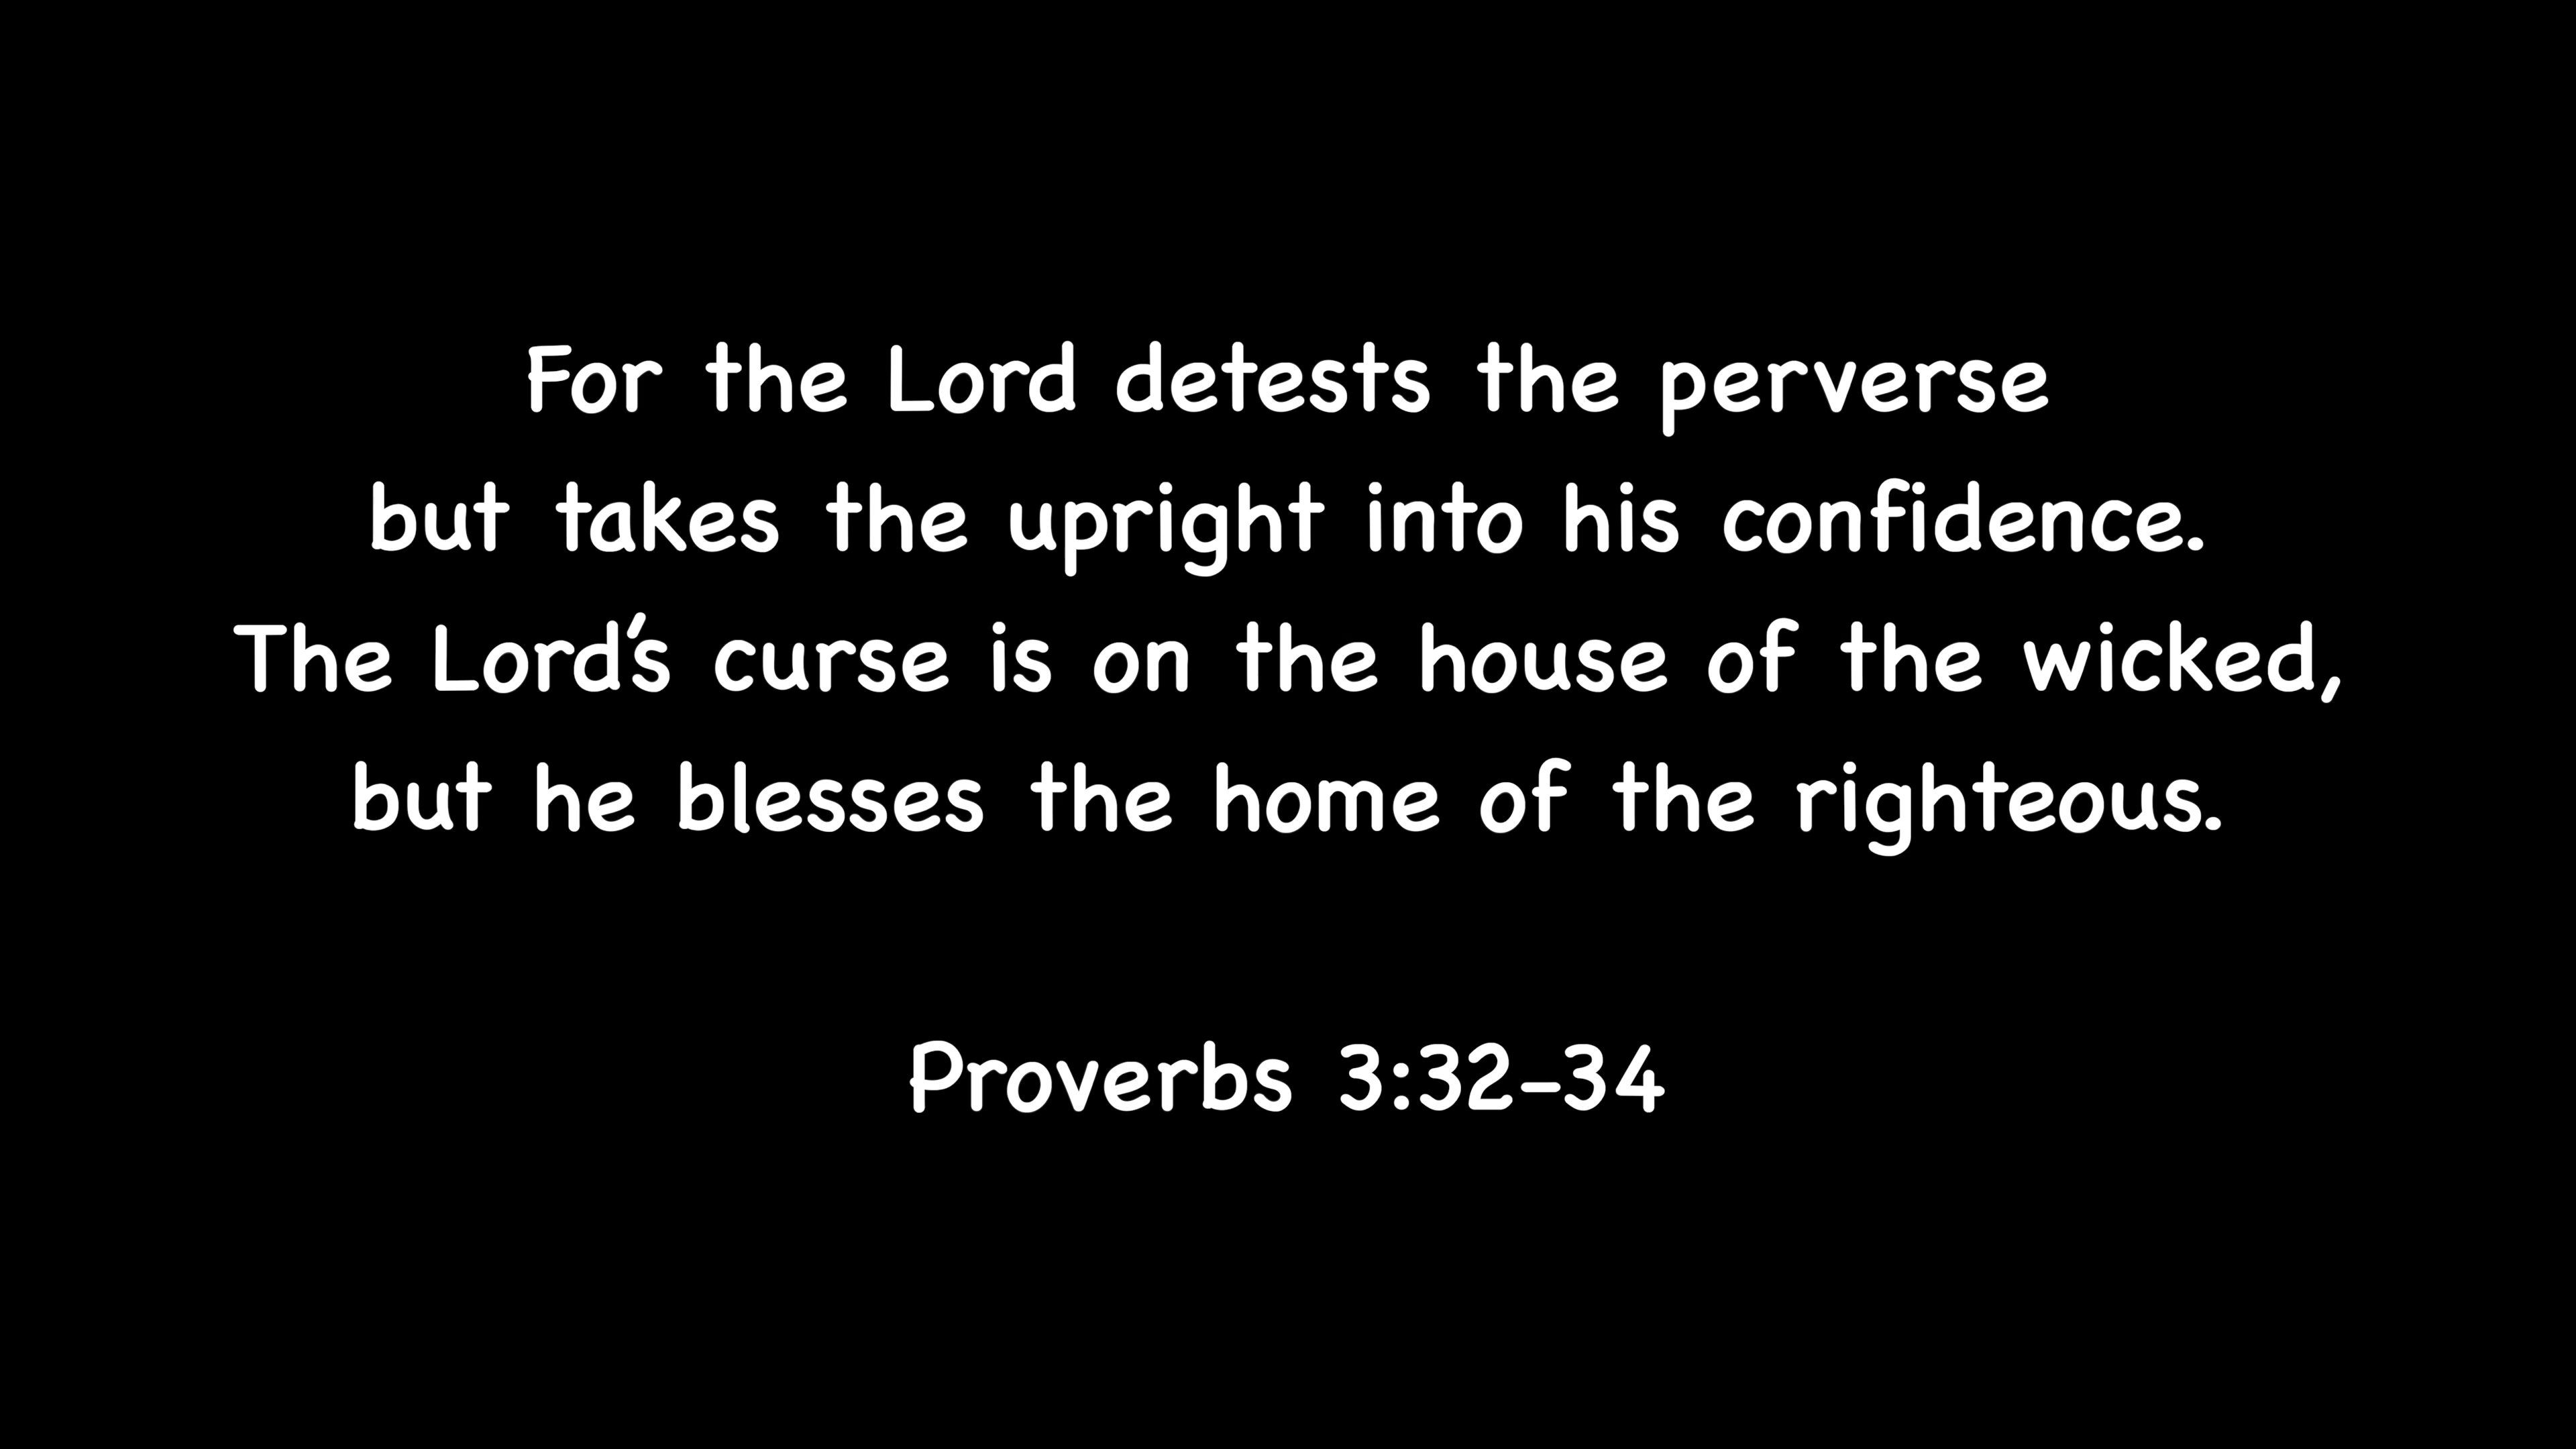 For the Lord detests the perverse
but takes the upright into his confidence.
The Lord's curse is on the house of the wicked,
but he blesses the home of the righteous.
Proverbs 3:32-34